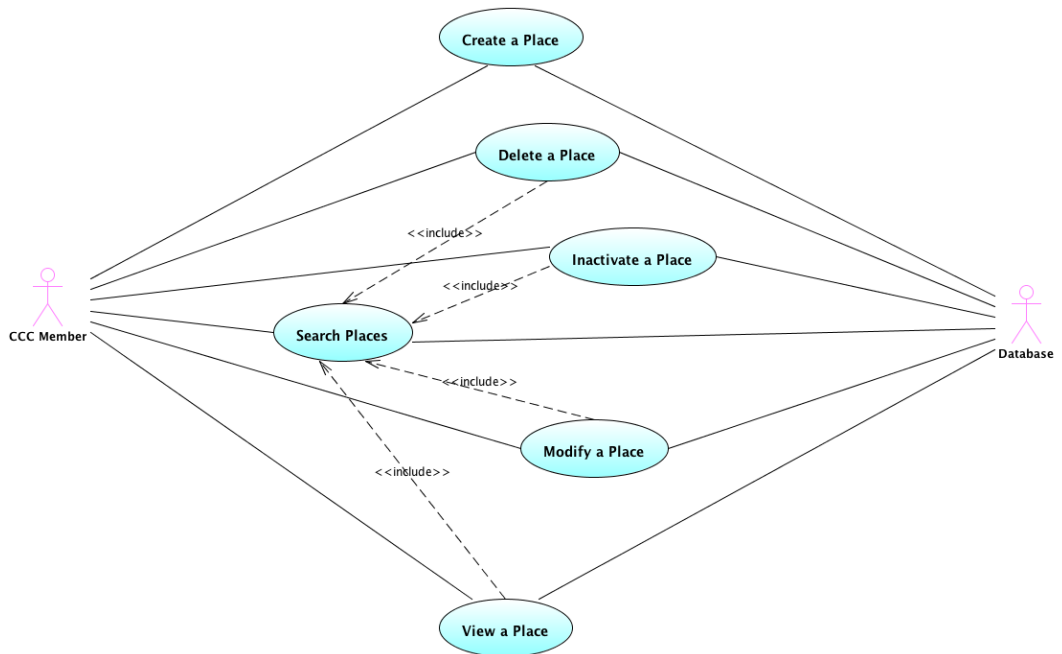 Create a Place
Delete a Place
<<include>>
Inactivate a Place
<<include>>
CCC Member
Search Places
Database
<<include>>
Modify a Place
<<include>>
View a Place